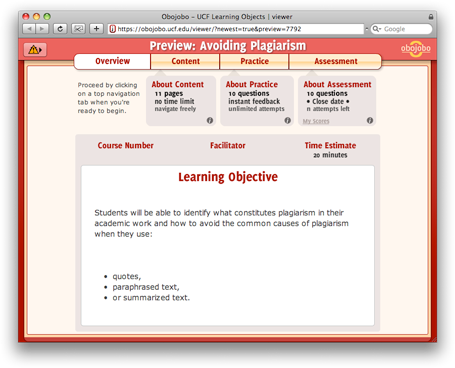 Obojobo – UCF Learning Objects | viewer
https://obojobo.ucf.edu/viewer/?newest=true&preview=7792
Google
Preview: Avoiding Plagiarism
obojobo
Overview
Content
Practice
Assessment
Proceed by clicking
on a top navigation
tab when you're
ready to begin.
About Content
11 pages
no time limit
navigate freely
About Practice
10 questions
instant feedback
unlimited attempts
About Assessment
10 questions
• Close date •
n attempts left
My Scores
Course Number
Facilitator
Time Estimate
20 minutes
Learning Objective
Students will be able to identify what constitutes plagiarism in their
academic work and how to avoid the common causes of plagiarism
when they use:
• quotes,
• paraphrased text,
• or summarized text.